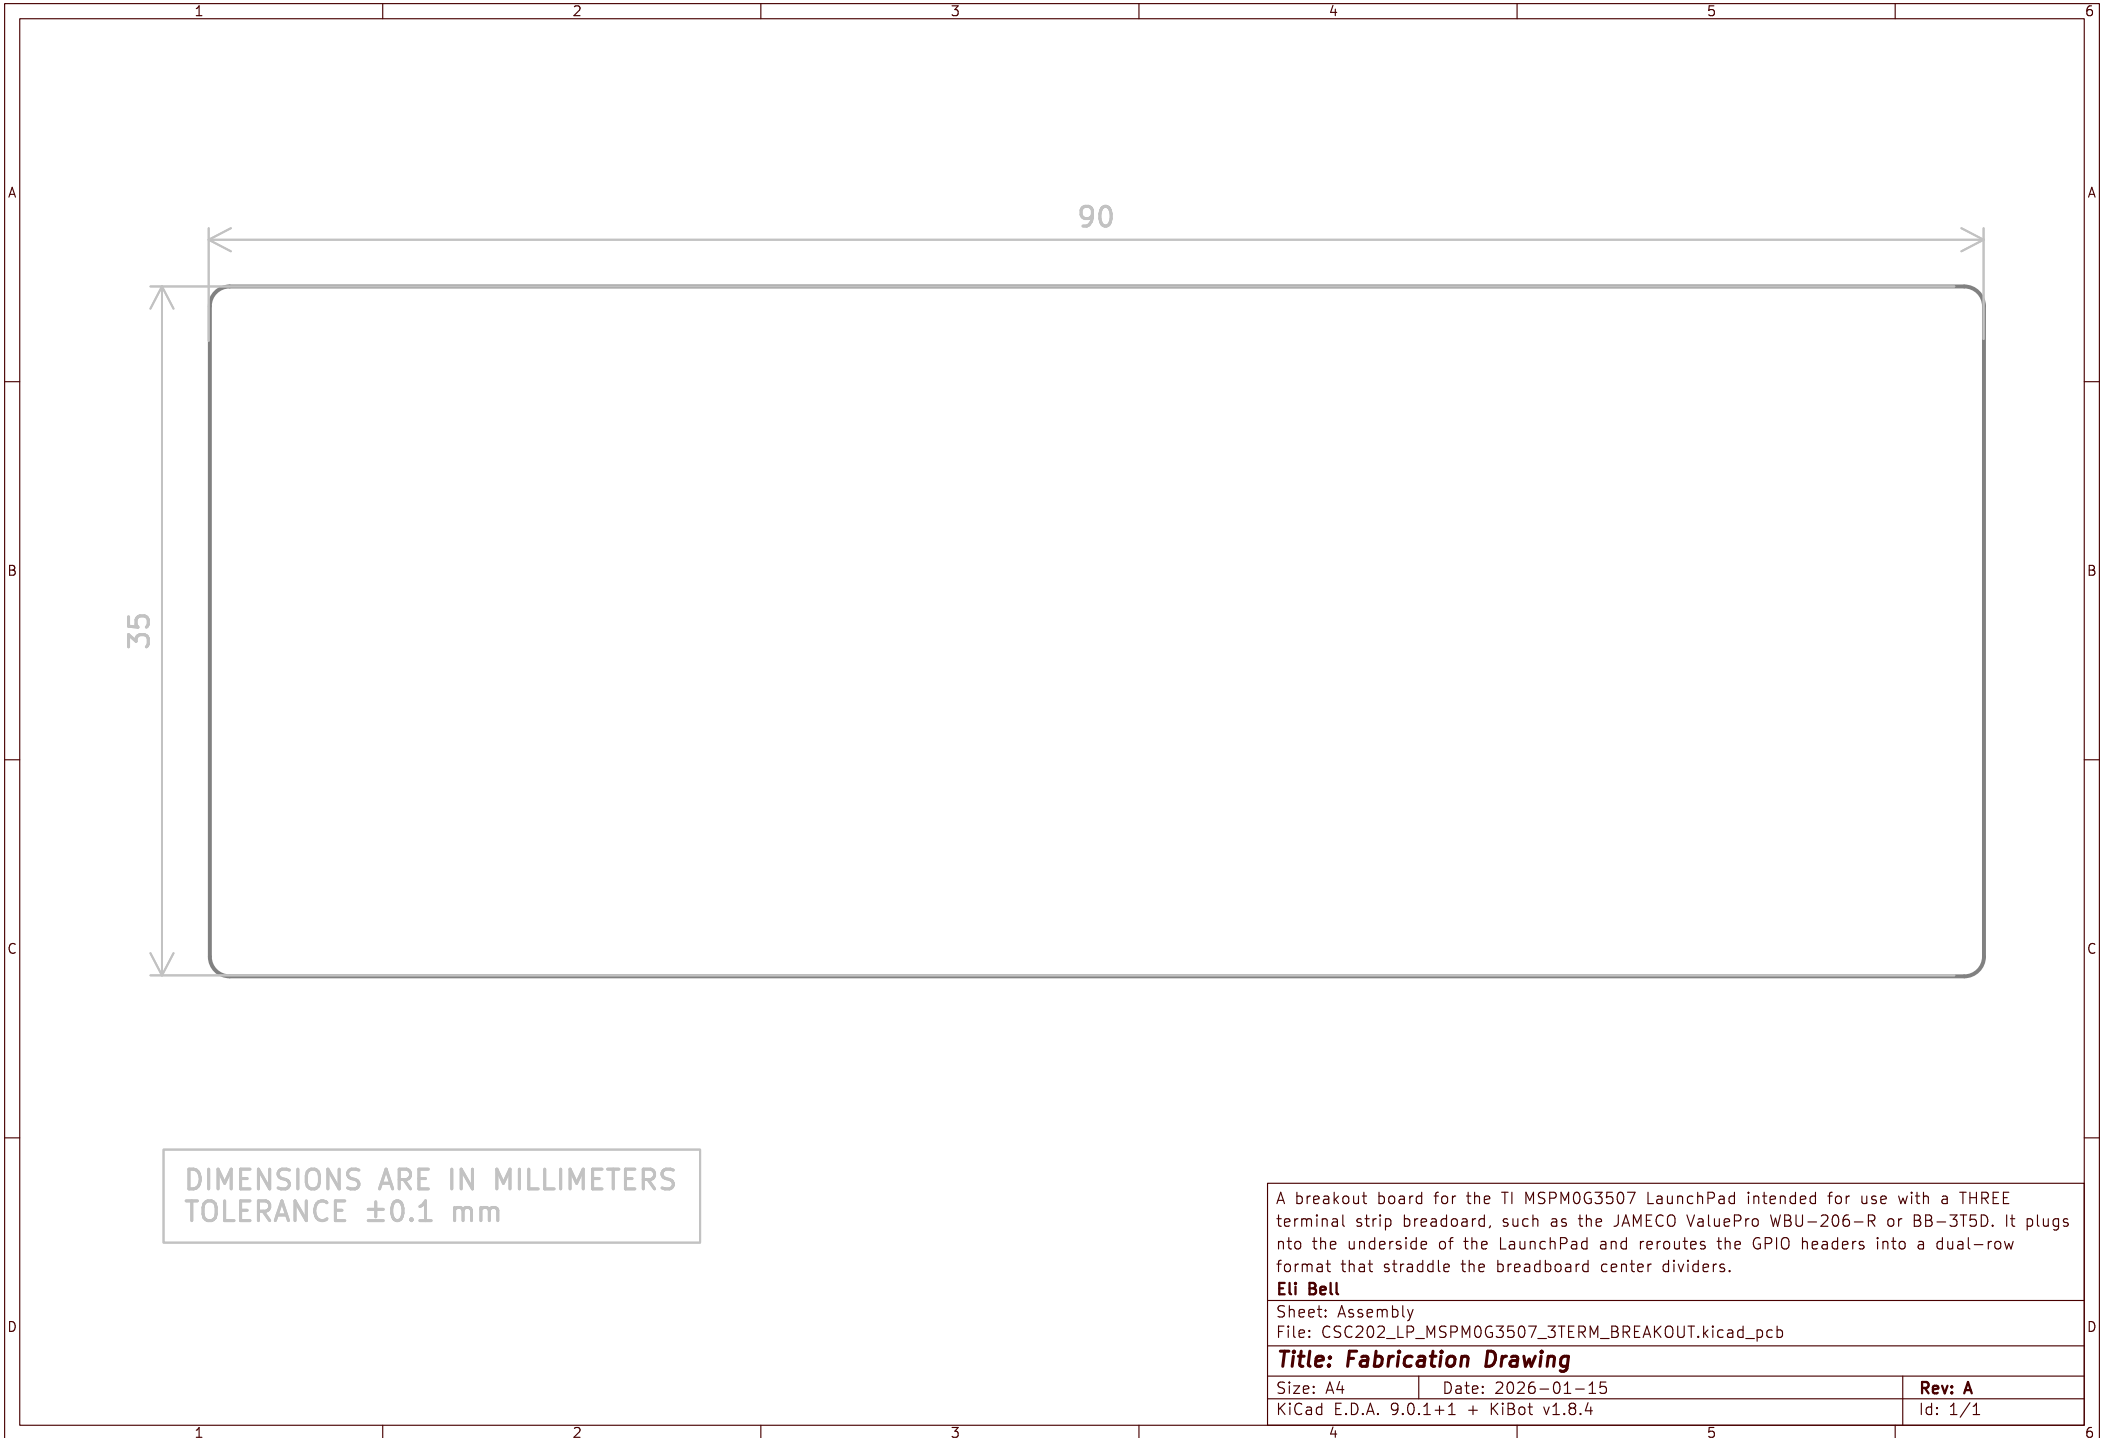 1 2 3 4 5 6
A A
90
35
B B
C C
DIMENSIONS ARE IN MILLIMETERS
TOLERANCE ±0.1 mm
A breakout board for the TI MSPM0G3507 LaunchPad intended for use with a THREE
terminal strip breadoard, such as the JAMECO ValuePro WBU-206-R or BB-3T5D. It plugs
nto the underside of the LaunchPad and reroutes the GPIO headers into a dual-row
format that straddle the breadboard center dividers.
Eli Bell
Sheet: Assembly
File: CSC202_LP_MSPM0G3507_3TERM_BREAKOUT.kicad_pcb
D D
Title: Fabrication Drawing
Size: A4 Date: 2026-01-15 Rev: A
KiCad E.D.A. 9.0.1+1 + KiBot v1.8.4 Id: 1/1
1 2 3 4 5 6